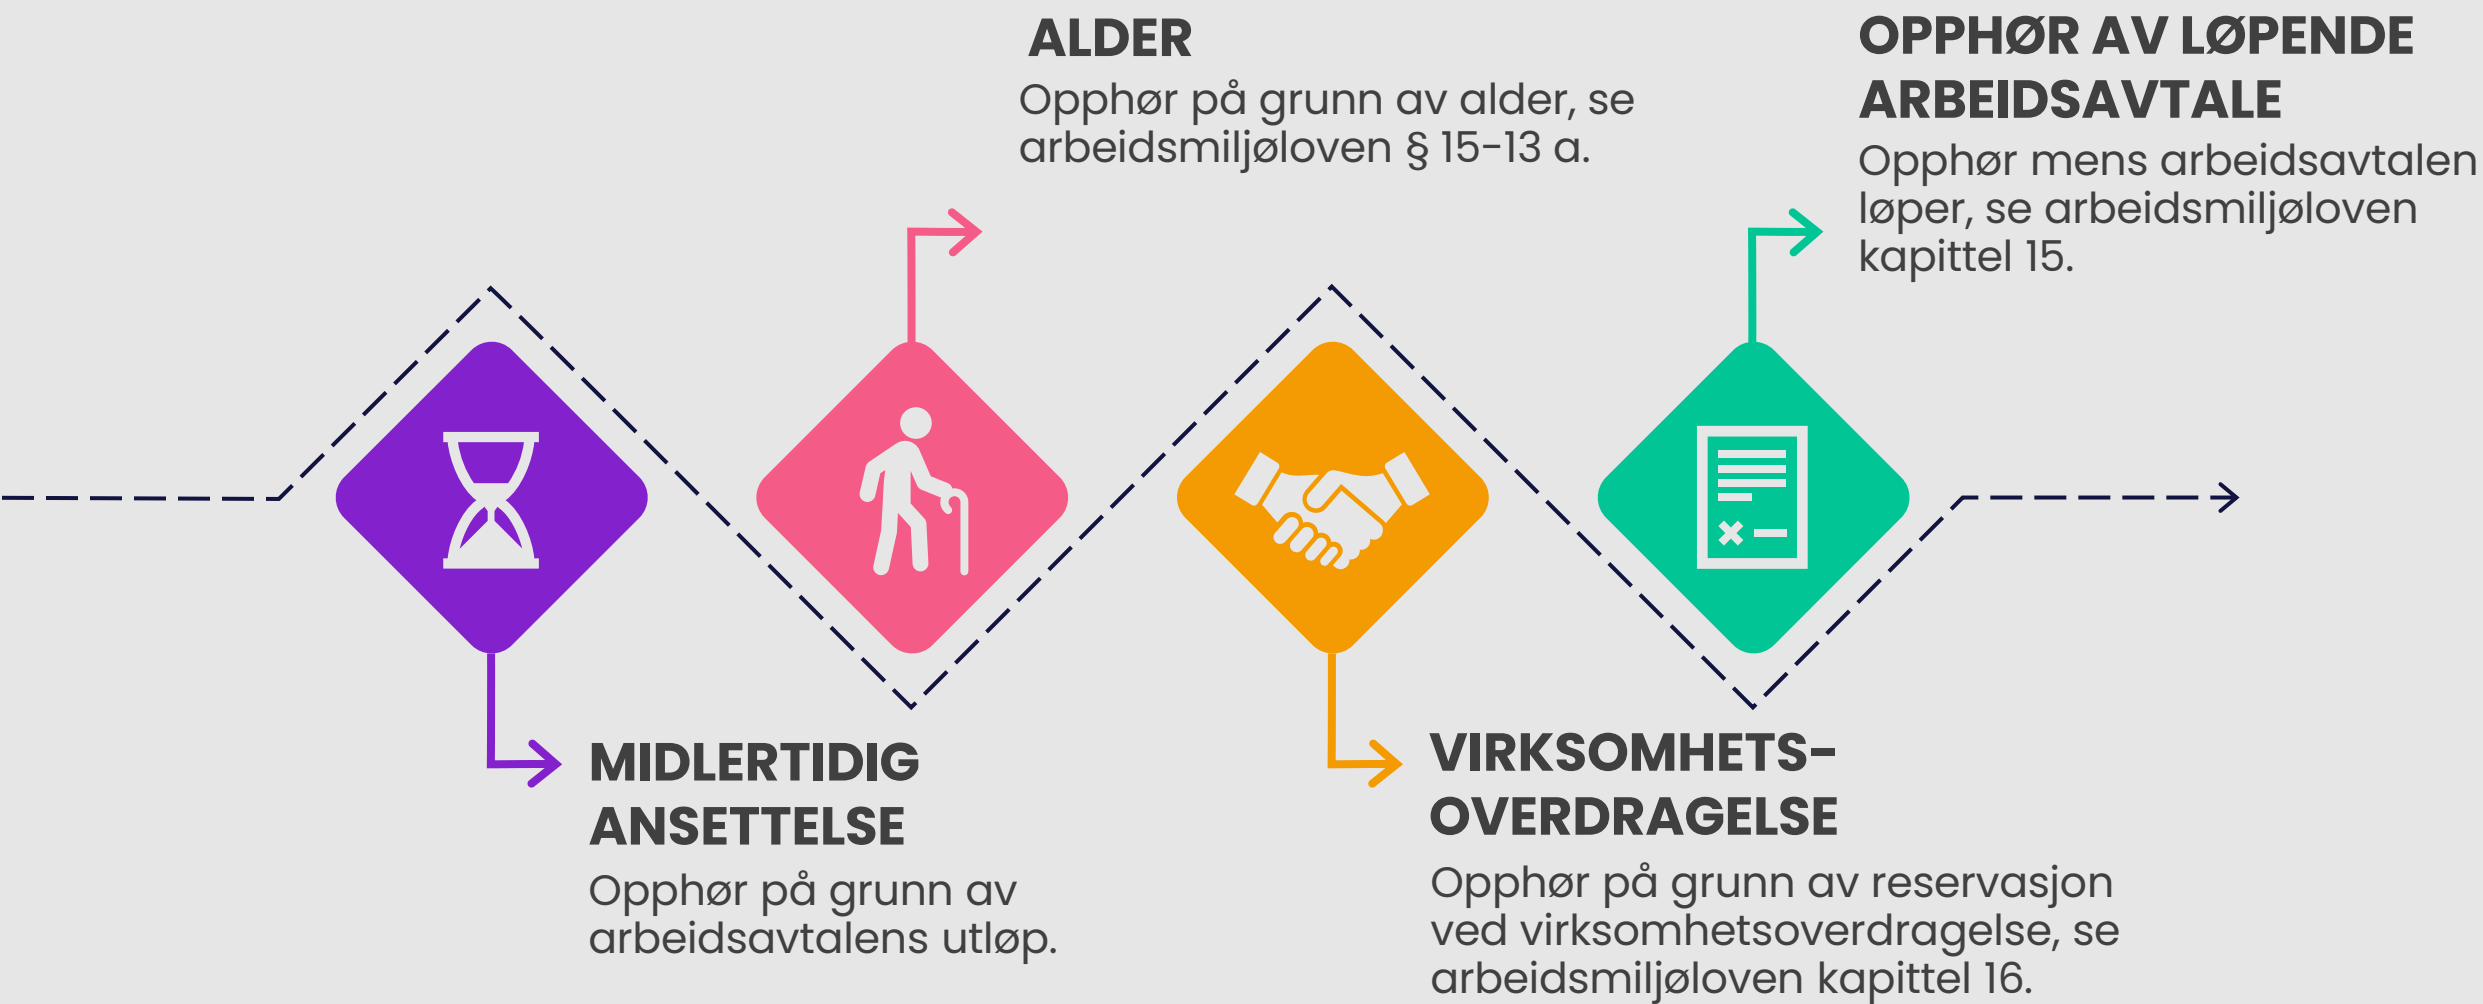 ALDER
Opphør på grunn av alder, se
arbeidsmiljøloven § 15-13 a.
OPPHØR AV LØPENDE
ARBEIDSAVTALE
Opphør mens arbeidsavtalen
løper, se arbeidsmiljøloven
kapittel 15.
MIDLERTIDIG
ANSETTELSE
Opphør på grunn av
arbeidsavtalens utløp.
VIRKSOMHETS-
OVERDRAGELSE
Opphør på grunn av reservasjon
ved virksomhetsoverdragelse, se
arbeidsmiljøloven kapittel 16.